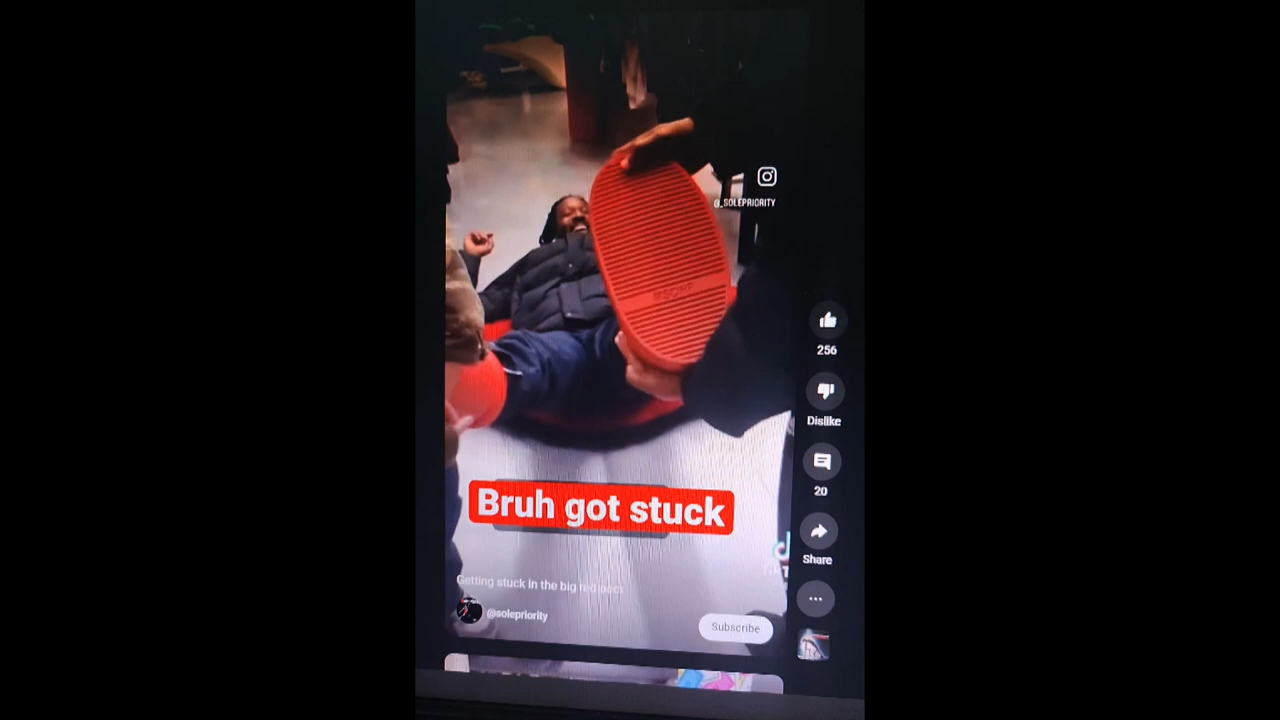 @_SOLEPRIORITY
256
Dislike
20
Share
Bruh got stuck
Getting stuck in the big red boot
@solepriority
Subscribe